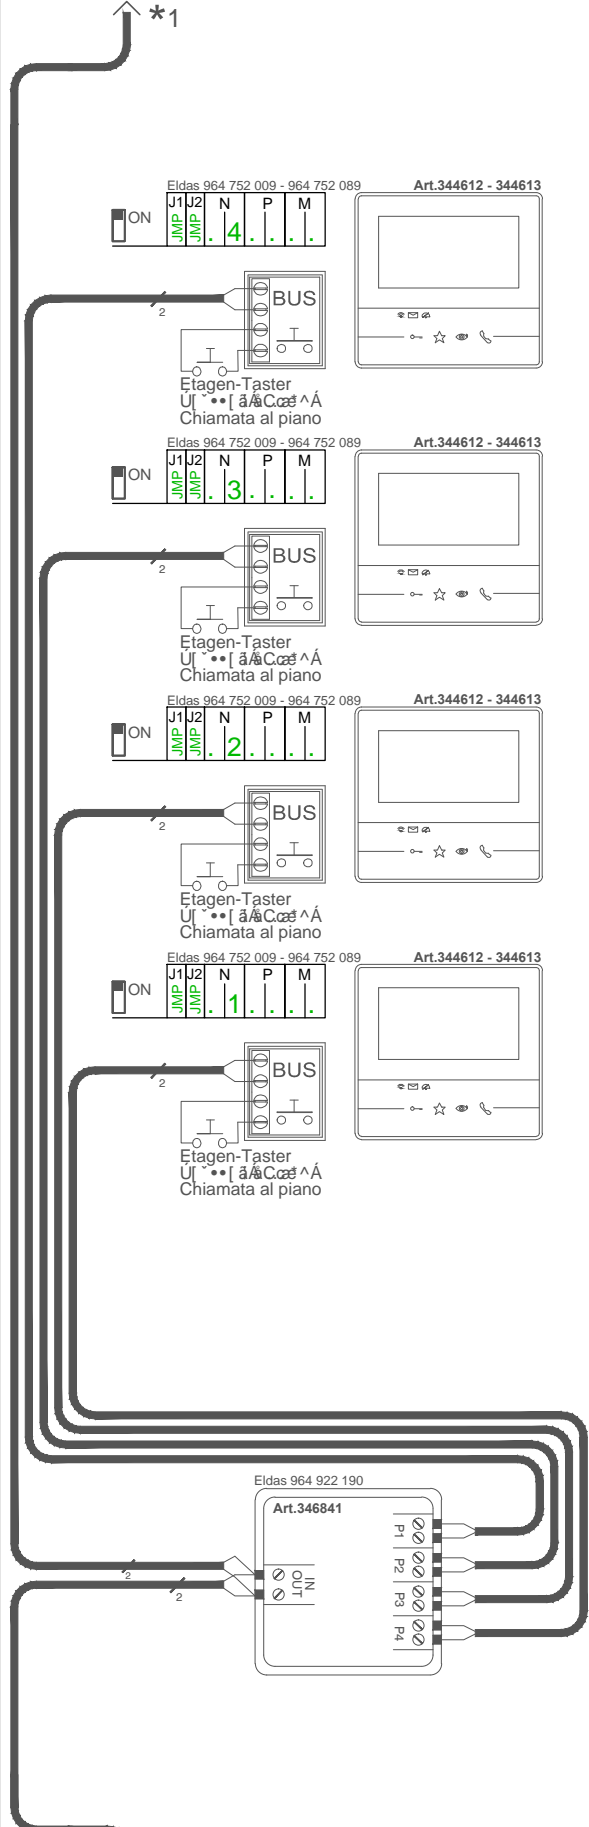 *1
Eldas 964 752 009 - 964 752 089
Art.344612 - 344613
ON
J1 J2 N P M
JMP JMP . 4 . . . .
BUS
2
Etagen-Taster
Chiamata al piano
Eldas 964 752 009 - 964 752 089
Art.344612 - 344613
ON
J1 J2 N P M
JMP JMP . 3 . . . .
BUS
2
Etagen-Taster
Chiamata al piano
Eldas 964 752 009 - 964 752 089
Art.344612 - 344613
ON
J1 J2 N P M
JMP JMP . 2 . . . .
BUS
2
Etagen-Taster
Chiamata al piano
Eldas 964 752 009 - 964 752 089
Art.344612 - 344613
ON
J1 J2 N P M
JMP JMP . 1 . . . .
BUS
2
Etagen-Taster
Chiamata al piano
Eldas 964 922 190
Art.346841
P1
P2
P3
P4
IN
OUT
2
2